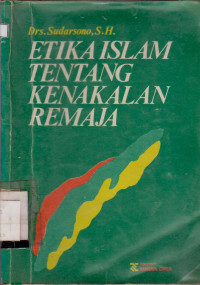 Drs. Sudarsono, S.H.
ETIKA ISLAM
TENTANG
KENAKALAN
REMAJA